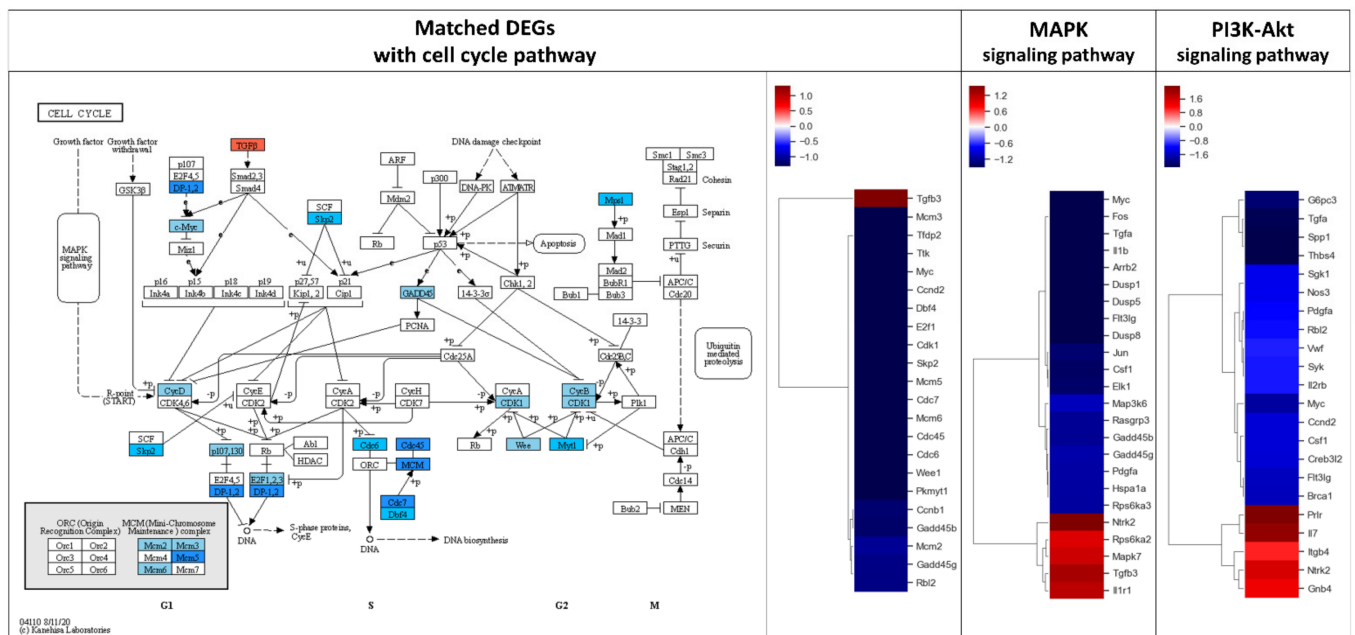 Matched DEGs
with cell cycle pathway
MAPK
signaling pathway
PI3K-Akt
signaling pathway
CELL CYCLE
Growth factor
Growth factor
withdrawal
GSK3β
MAPK
signaling
pathway
R-point
(START)
p107
E2F4,5
DP-1,2
c-Myc
Miz1
TGFβ
Smad2,3
Smad4
p16
p15
p18
p19
Ink4a
Ink4b
Ink4c
Ink4d
SCF
Skp2
p27,57
p21
Kip1, 2
Cip1
ARF
Mdm2
Rb
p300
DNA damage checkpoint
DNA-PK
ATM/ATR
p53
Apoptosis
GADD45
14-3-3σ
PCNA
Chk1, 2
Cdc25A
Mps1
Mad1
Mad2
BubR1
Bub1
Bub3
14-3-3
Cdc25B,C
Smc1
Smc3
Stag1,2
Rad21
Cohesin
Esp1
Separin
PTTG
Securin
APC/C
Cdc20
Ubiquitin
mediated
proteolysis
CycD
CDK4,6
CycE
CDK2
CycA
CDK2
CycH
CDK7
CycA
CDK1
CycB
CDK1
Plk1
SCF
Skp2
p107,130
Rb
Abl
HDAC
E2F4,5
DP-1,2
E2F1,2,3
DP-1,2
Cdc6
Cdc45
ORC
MCM
Cdc7
Dbf4
Rb
Wee
Myt1
APC/C
Cdh1
Cdc14
Bub2
MEN
DNA
S-phase proteins,
CycE
DNA
DNA biosynthesis
ORC (Origin
Recognition Complex)
MCM (Mini-Chromosome
Maintenance ) complex
Orc1
Orc2
Orc3
Orc4
Orc5
Orc6
Mcm2
Mcm3
Mcm4
Mcm5
Mcm6
Mcm7
G1
S
G2
M
04110 8/11/20
(c) Kanehisa Laboratories
1.0
0.5
0.0
−0.5
−1.0
Tgfb3
Mcm3
Tfdp2
Ttk
Myc
Ccnd2
Dbf4
E2f1
Cdk1
Skp2
Mcm5
Cdc7
Mcm6
Cdc45
Cdc6
Wee1
Pkmyt1
Ccnb1
Gadd45b
Mcm2
Gadd45g
Rbl2
1.2
0.6
0.0
−0.6
−1.2
Myc
Fos
Tgfa
Il1b
Arrb2
Dusp1
Dusp5
Flt3lg
Dusp8
Jun
Csf1
Elk1
Map3k6
Rasgrp3
Gadd45b
Gadd45g
Pdgfa
Hspa1a
Rps6ka3
Ntrk2
Rps6ka2
Mapk7
Tgfb3
Il1r1
1.6
0.8
0.0
−0.8
−1.6
G6pc3
Tgfa
Spp1
Thbs4
Sgk1
Nos3
Pdgfa
Rbl2
Vwf
Syk
Il2rb
Myc
Ccnd2
Csf1
Creb3l2
Flt3lg
Brca1
Prlr
Il7
Itgb4
Ntrk2
Gnb4